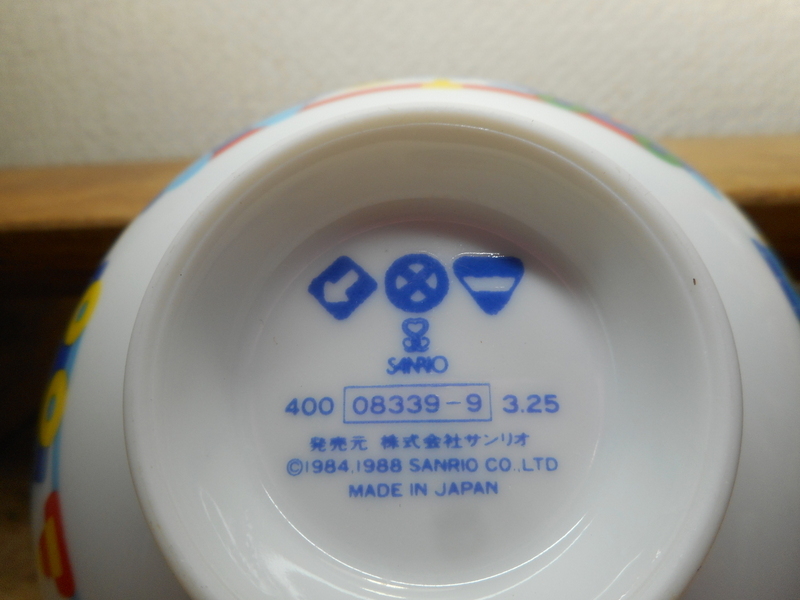 SANRIO
400 08339-9 3.25
発売元 株式会社サンリオ
©1984,1988 SANRIO CO.,LTD
MADE IN JAPAN